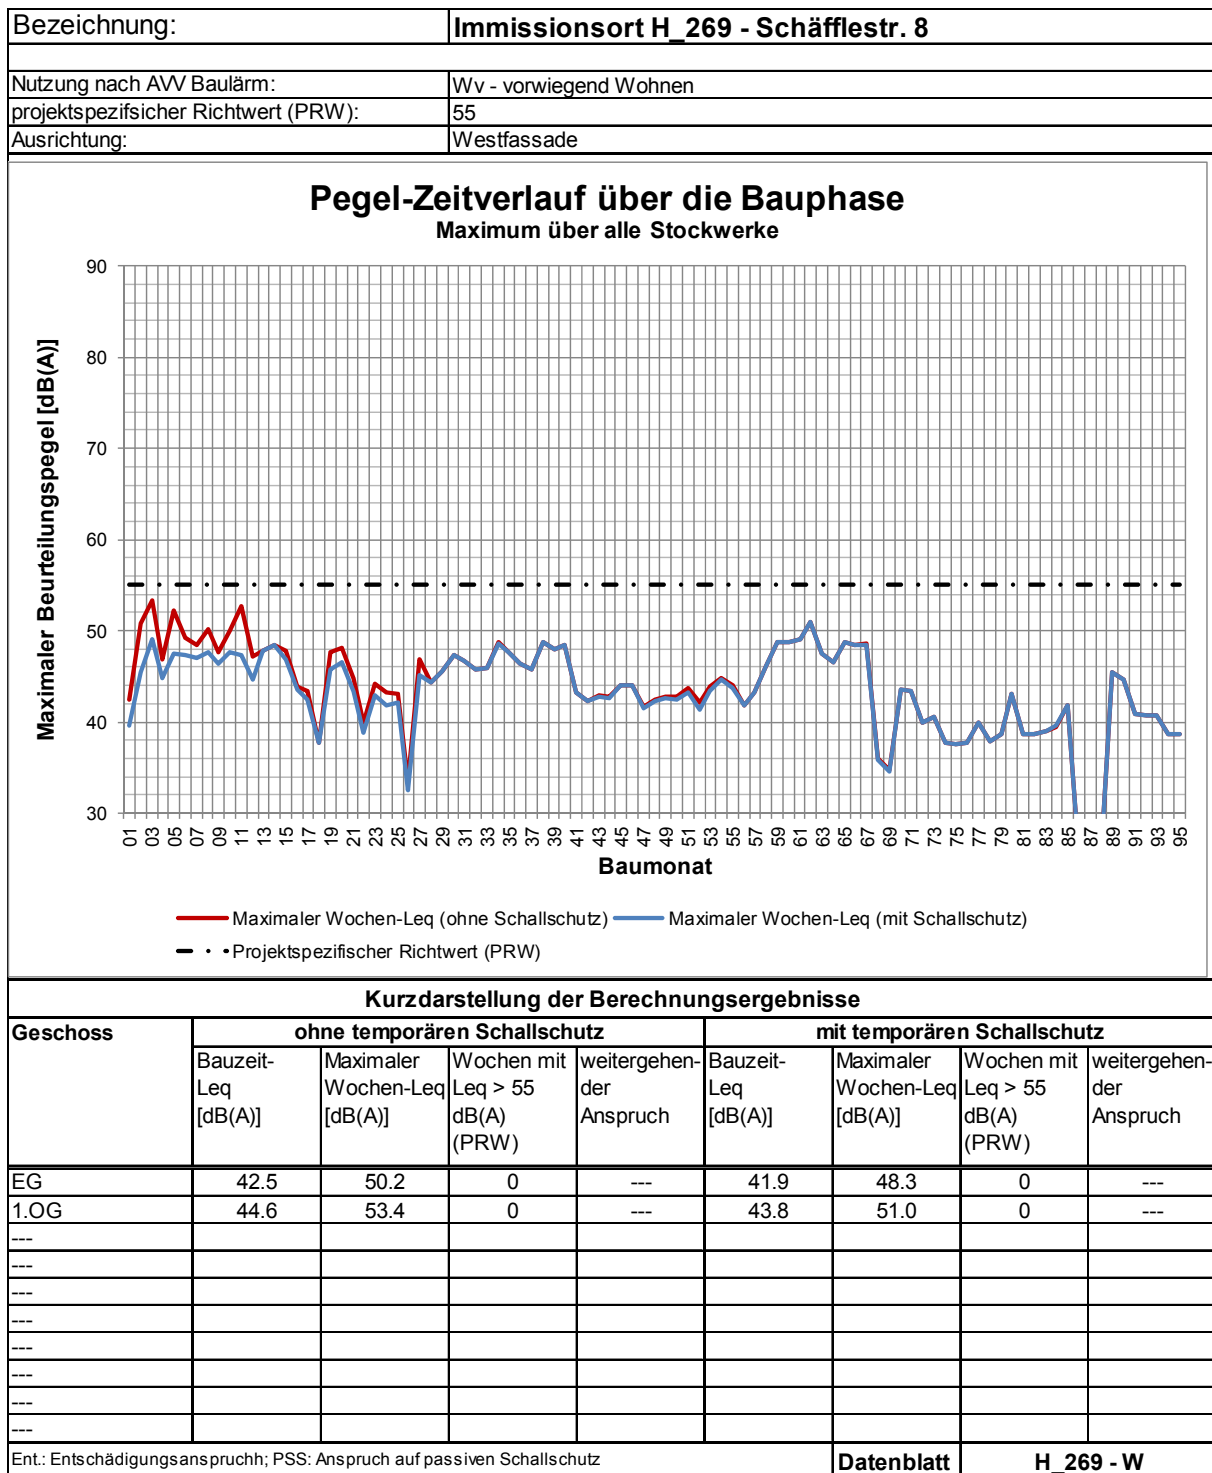 Bezeichnung: Immissionsort H_269 - Schäfflestr. 8
Nutzung nach AVV Baulärm: Wv - vorwiegend Wohnen
projektspezifsicher Richtwert (PRW): 55
Ausrichtung: Westfassade
Pegel-Zeitverlauf über die Bauphase
Maximum über alle Stockwerke
Maximaler Beurteilungspegel [dB(A)]
90
80
70
60
50
40
30
01 03 05 07 09 11 13 15 17 19 21 23 25 27 29 31 33 35 37 39 41 43 45 47 49 51 53 55 57 59 61 63 65 67 69 71 73 75 77 79 81 83 85 87 89 91 93 95
Baumonat
Maximaler Wochen-Leq (ohne Schallschutz) Maximaler Wochen-Leq (mit Schallschutz)
Projektspezifischer Richtwert (PRW)
Kurzdarstellung der Berechnungsergebnisse
Geschoss ohne temporären Schallschutz mit temporären Schallschutz
Bauzeit- Maximaler Wochen mit weitergehen- Bauzeit- Maximaler Wochen mit weitergehen-
Leq Wochen-Leq Leq > 55 der Leq Wochen-Leq Leq > 55 der
[dB(A)] [dB(A)] dB(A) Anspruch [dB(A)] [dB(A)] dB(A) Anspruch
(PRW) (PRW)
EG 42.5 50.2 0 --- 41.9 48.3 0 ---
1.OG 44.6 53.4 0 --- 43.8 51.0 0 ---
---
---
---
---
---
---
---
---
Ent.: Entschädigungsanspruchh; PSS: Anspruch auf passiven Schallschutz Datenblatt H_269 - W